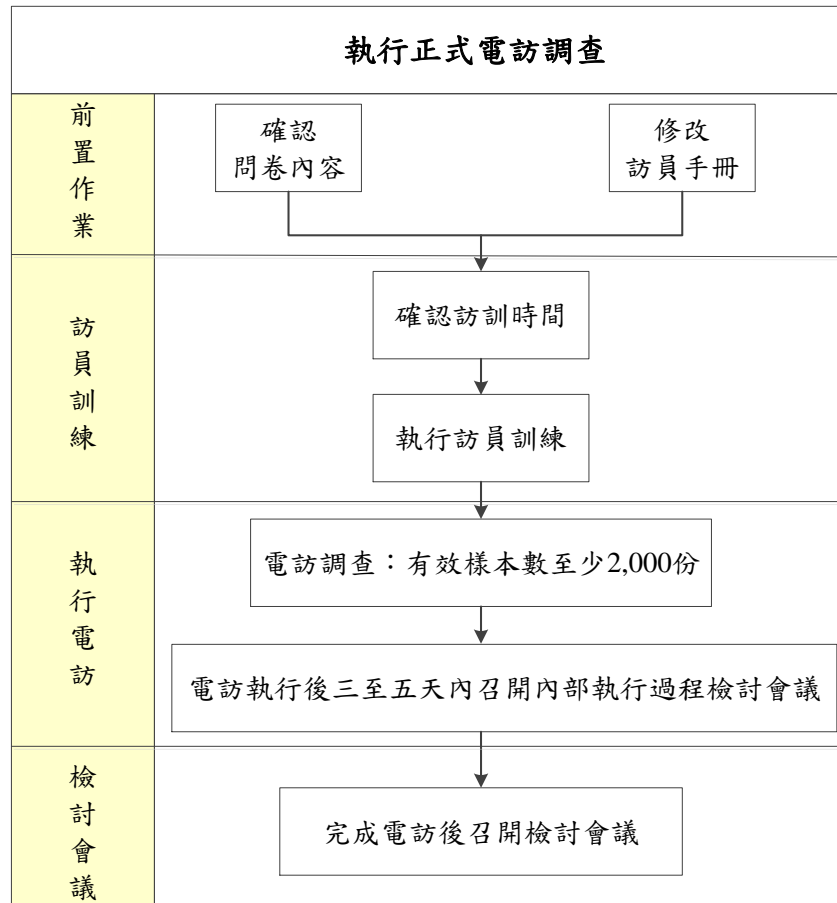 執行正式電訪調查
前置作業
確認
問卷內容
修改
訪員手冊
訪員訓練
確認訪訓時間
執行訪員訓練
執行電訪
電訪調查：有效樣本數至少2,000份
電訪執行後三至五天內召開內部執行過程檢討會議
檢討會議
完成電訪後召開檢討會議